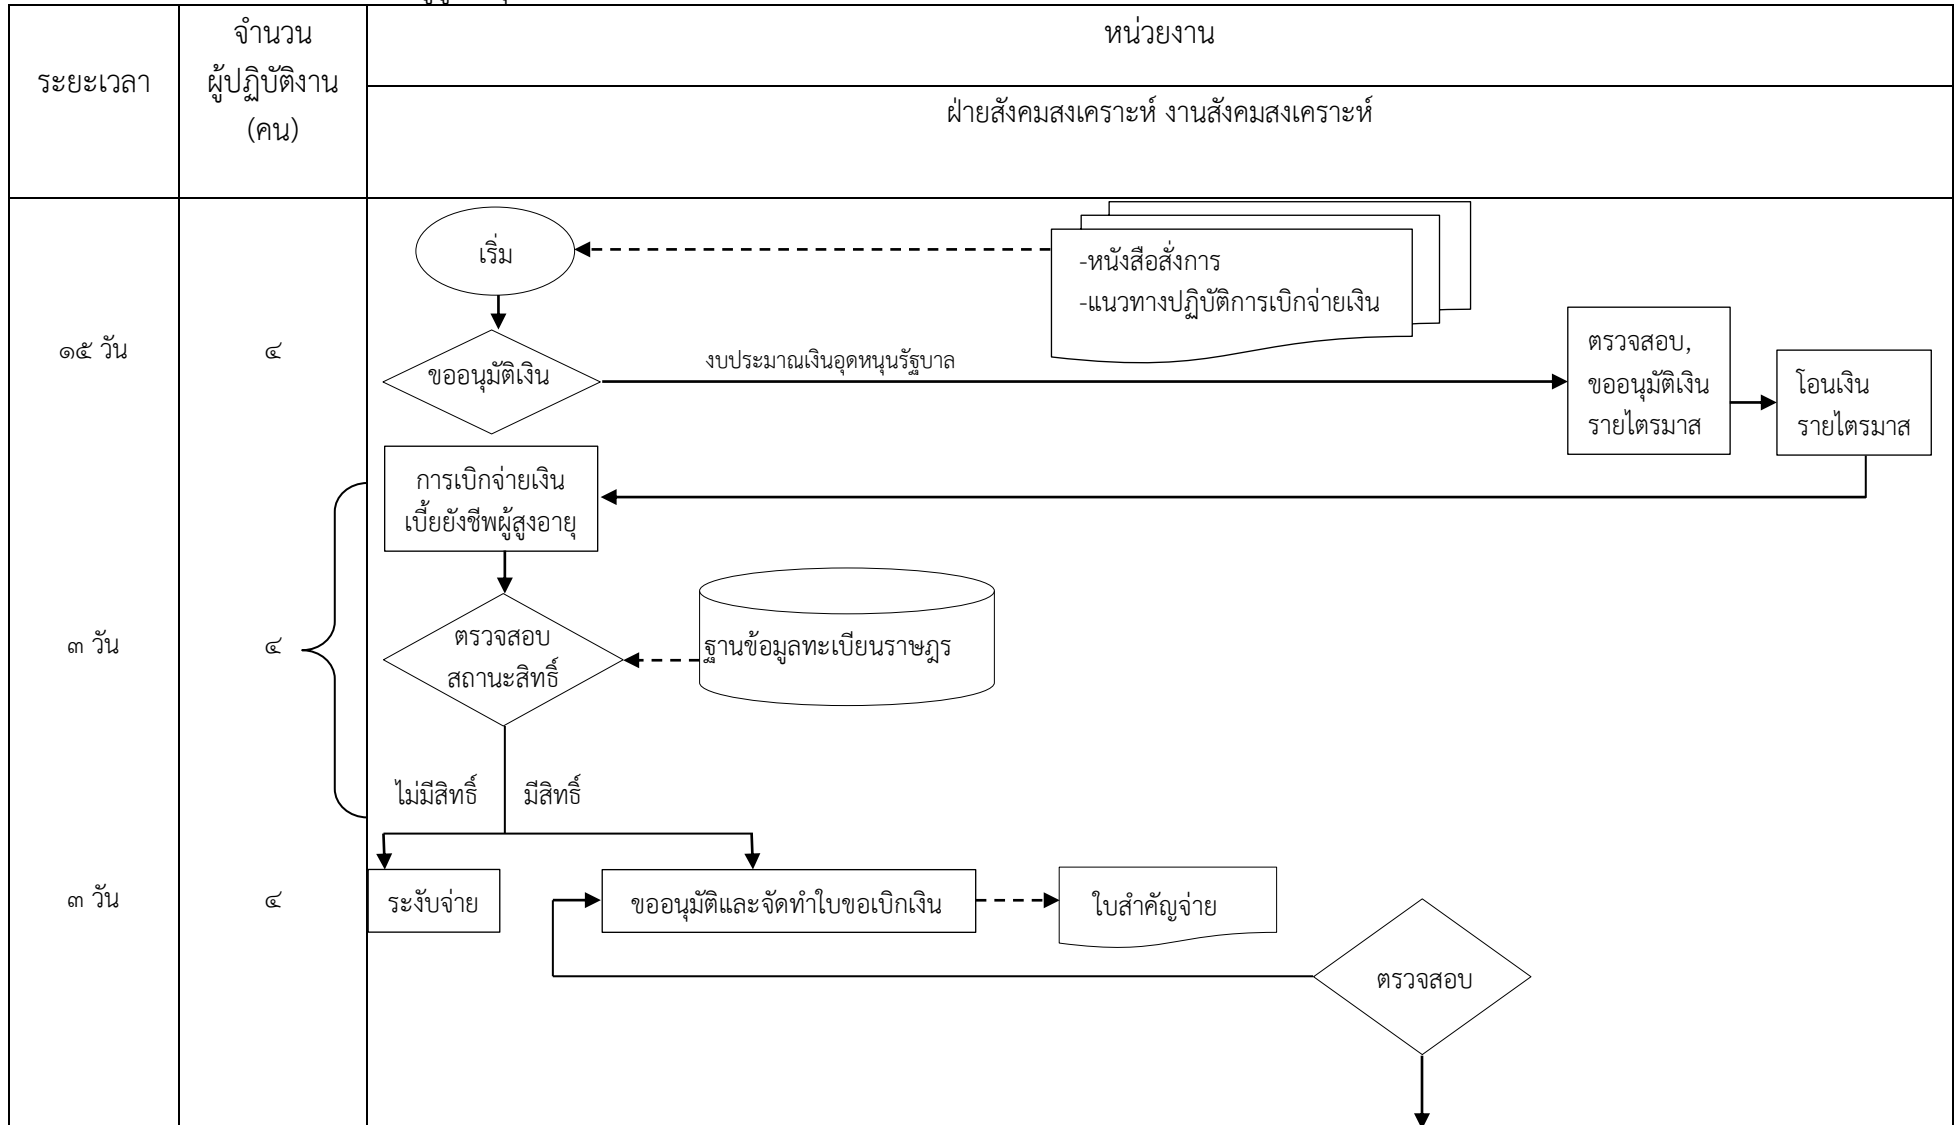 ระยะเวลา
จำนวน
ผู้ปฏิบัติงาน
(คน)
หน่วยงาน
ฝ่ายสังคมสงเคราะห์ งานสังคมสงเคราะห์
เริ่ม
-หนังสือสั่งการ
-แนวทางปฏิบัติการเบิกจ่ายเงิน
๑๕ วัน
๔
ขออนุมัติเงิน
งบประมาณเงินอุดหนุนรัฐบาล
ตรวจสอบ,
ขออนุมัติเงิน
รายไตรมาส
โอนเงิน
รายไตรมาส
การเบิกจ่ายเงิน
เบี้ยยังชีพผู้สูงอายุ
๓ วัน
๔
ตรวจสอบ
สถานะสิทธิ์
ฐานข้อมูลทะเบียนราษฎร
ไม่มีสิทธิ์
มีสิทธิ์
๓ วัน
๔
ระงับจ่าย
ขออนุมัติและจัดทำใบขอเบิกเงิน
ใบสำคัญจ่าย
ตรวจสอบ